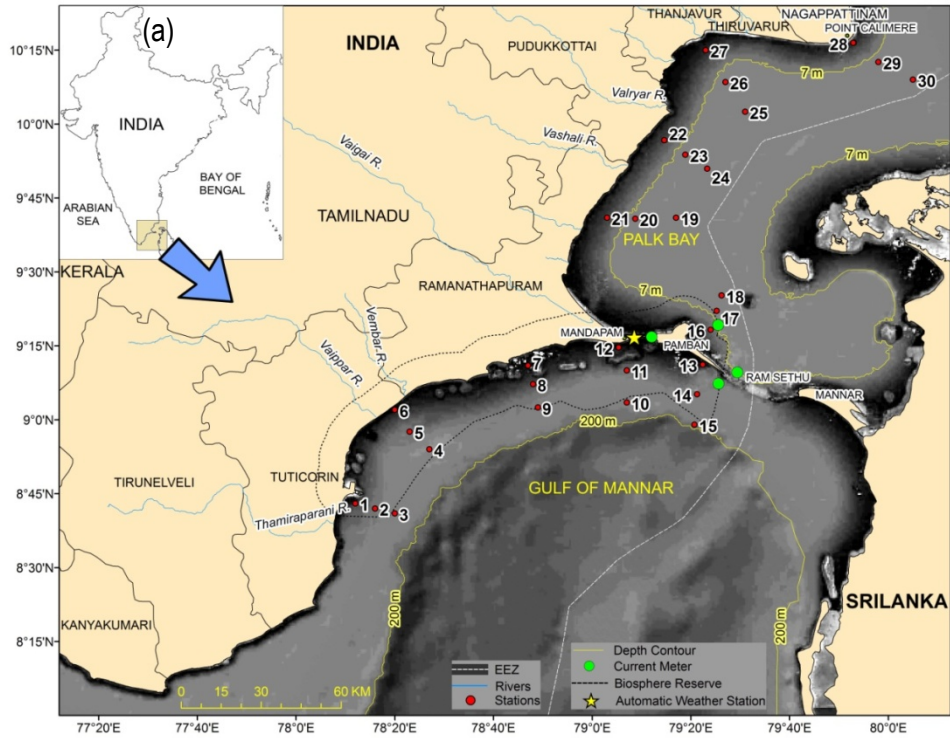 (a)
INDIA
BAY OF
BENGAL
ARABIAN
SEA
INDIA
THANJAVUR
NAGAPPATTINAM
THIRUVARUR
POINT CALIMERE
PUDUKKOTTAI
Valryar R.
Vashali R.
Vaigai R.
TAMILNADU
KERALA
RAMANATHAPURAM
Vembar R.
Vaippar R.
MANDAPAM
PAMBAN
RAM SETHU
MANNAR
PALK BAY
TIRUNELVELI
TUTICORIN
Thamiraparani R.
GULF OF MANNAR
KANYAKUMARI
SRILANKA
7 m
7 m
7 m
200 m
200 m
200 m
1
2
3
4
5
6
7
8
9
10
11
12
13
14
15
16
17
18
19
20
21
22
23
24
25
26
27
28
29
30
10°15'N
10°0'N
9°45'N
9°30'N
9°15'N
9°0'N
8°45'N
8°30'N
8°15'N
77°20'E
77°40'E
78°0'E
78°20'E
78°40'E
79°0'E
79°20'E
79°40'E
80°0'E
0 15 30 60 KM
EEZ
Rivers
Stations
Depth Contour
Current Meter
Biosphere Reserve
Automatic Weather Station